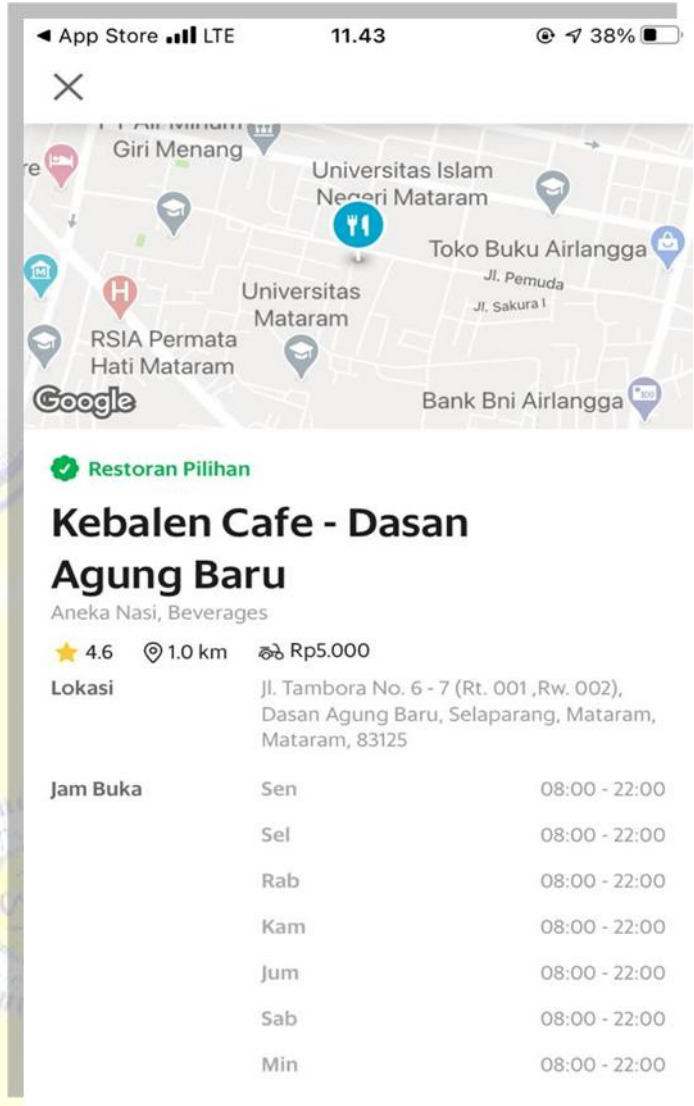 App Store LTE 11.43 38%
Giri Menang
Universitas Islam
Negeri Mataram
Toko Buku Airlangga
Jl. Pemuda
Universitas
Mataram
Jl. Sakura I
RSIA Permata
Hati Mataram
Google
Bank Bni Airlangga
Restoran Pilihan
Kebalen Cafe - Dasan
Agung Baru
Aneka Nasi, Beverages
4.6 1.0 km Rp5.000
Lokasi Jl. Tambora No. 6 - 7 (Rt. 001 ,Rw. 002),
Dasan Agung Baru, Selaparang, Mataram,
Mataram, 83125
Jam Buka Sen 08:00 - 22:00
Sel 08:00 - 22:00
Rab 08:00 - 22:00
Kam 08:00 - 22:00
Jum 08:00 - 22:00
Sab 08:00 - 22:00
Min 08:00 - 22:00